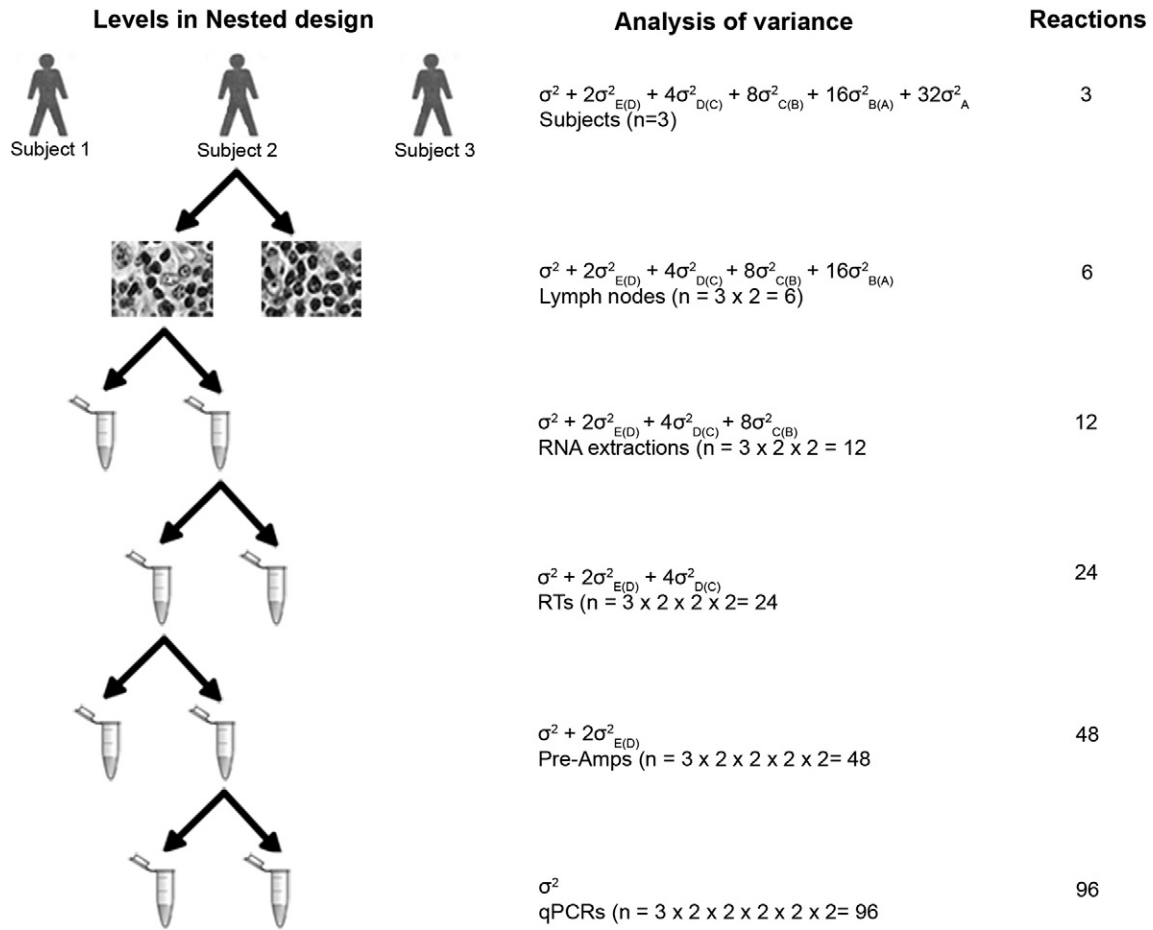 Levels in Nested design Analysis of variance Reactions
σ² + 2σ²E(D) + 4σ²D(C) + 8σ²C(B) + 16σ²B(A) + 32σ²A 3
Subjects (n=3)
Subject 1 Subject 2 Subject 3
σ² + 2σ²E(D) + 4σ²D(C) + 8σ²C(B) + 16σ²B(A) 6
Lymph nodes (n = 3 x 2 = 6)
σ² + 2σ²E(D) + 4σ²D(C) + 8σ²C(B) 12
RNA extractions (n = 3 x 2 x 2 = 12
σ² + 2σ²E(D) + 4σ²D(C) 24
RTs (n = 3 x 2 x 2 x 2= 24
σ² + 2σ²E(D) 48
Pre-Amps (n = 3 x 2 x 2 x 2 x 2= 48
σ² 96
qPCRs (n = 3 x 2 x 2 x 2 x 2 x 2= 96